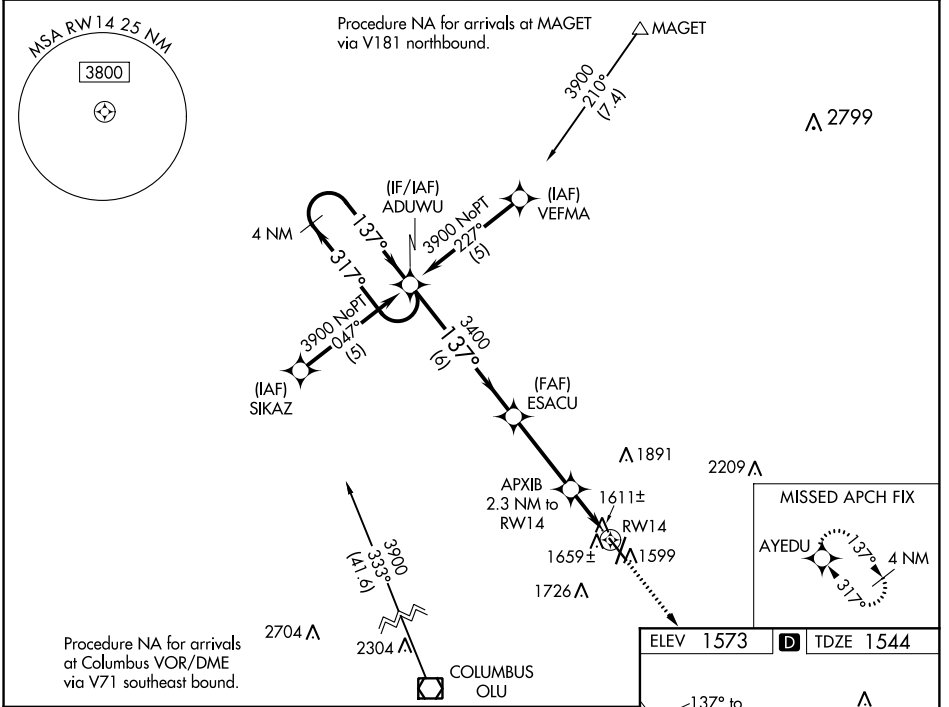 MSA RW14 25 NM
3800
Procedure NA for arrivals at MAGET
via V181 northbound.
MAGET
3900
210°
(7.4)
2799
(IF/IAF)
ADUWU
(IAF)
VEFMA
4 NM
137°
317°
3900 NoPT
227°
(5)
3900 NoPT
047°
(5)
(IAF)
SIKAZ
3400
137°
(6)
(FAF)
ESACU
1891
2209
APXIB
2.3 NM to
RW14
1611±
RW14
1659±
1599
1726
MISSED APCH FIX
AYEDU
137°
4 NM
317°
3900
333°
(41.6)
2704
2304
Procedure NA for arrivals
at Columbus VOR/DME
via V71 southeast bound.
COLUMBUS
OLU
ELEV 1573 D TDZE 1544
137° to